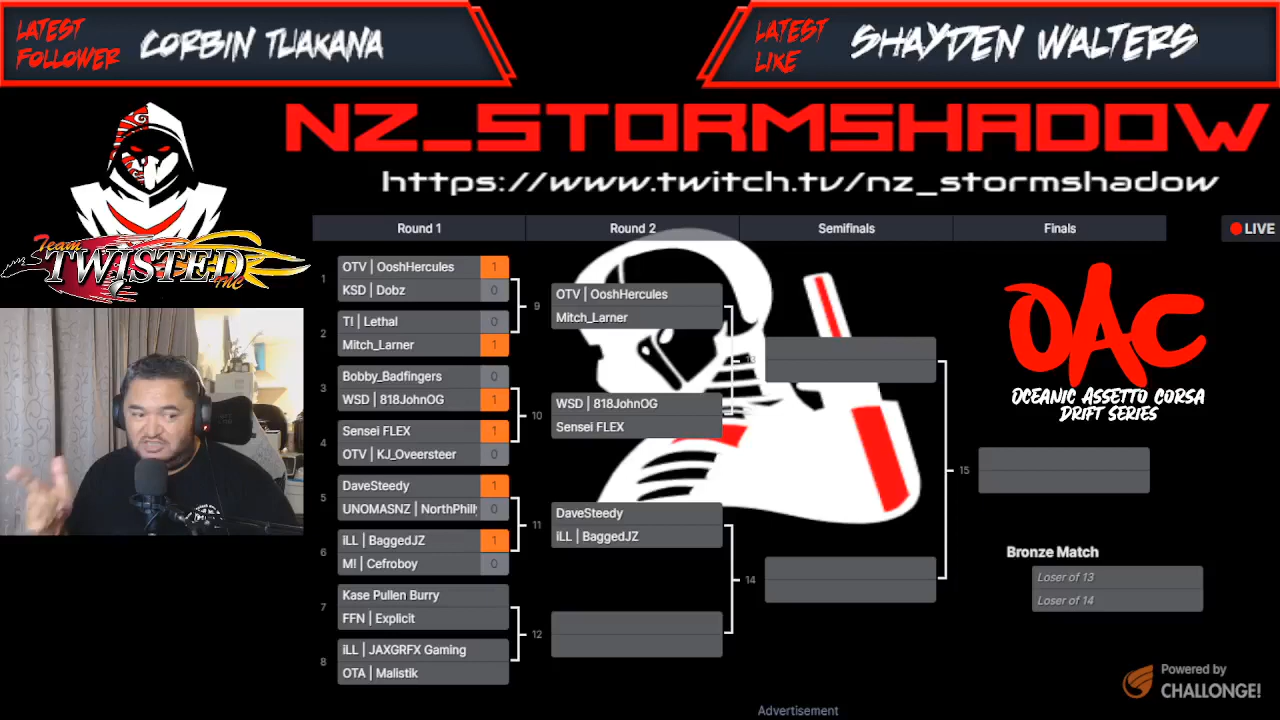 LATEST FOLLOWER
CORBIN TUAKANA
LATEST LIKE
SHAYDEN WALTERS
NZ_STORMSHADOW
https://www.twitch.tv/nz_stormshadow
Team
TWISTED
INC
Round 1
Round 2
Semifinals
Finals
LIVE
1
OTV | OoshHercules 1
KSD | Dobz 0
2
T! | Lethal 0
Mitch_Larner 1
3
Bobby_Badfingers 0
WSD | 818JohnOG 1
4
Sensei FLEX 1
OTV | KJ_Oveersteer 0
5
DaveSteedy 1
UNOMASNZ | NorthPhilly 0
6
iLL | BaggedJZ 1
M! | Cefroboy 0
7
Kase Pullen Burry
FFN | Explicit
8
iLL | JAXGRFX Gaming
OTA | Malistik
9
OTV | OoshHercules
Mitch_Larner
10
WSD | 818JohnOG
Sensei FLEX
11
DaveSteedy
iLL | BaggedJZ
12
13
14
15
OAC
OCEANIC ASSETTO CORSA
DRIFT SERIES
Bronze Match
Loser of 13
Loser of 14
Powered by
CHALLONGE!
Advertisement